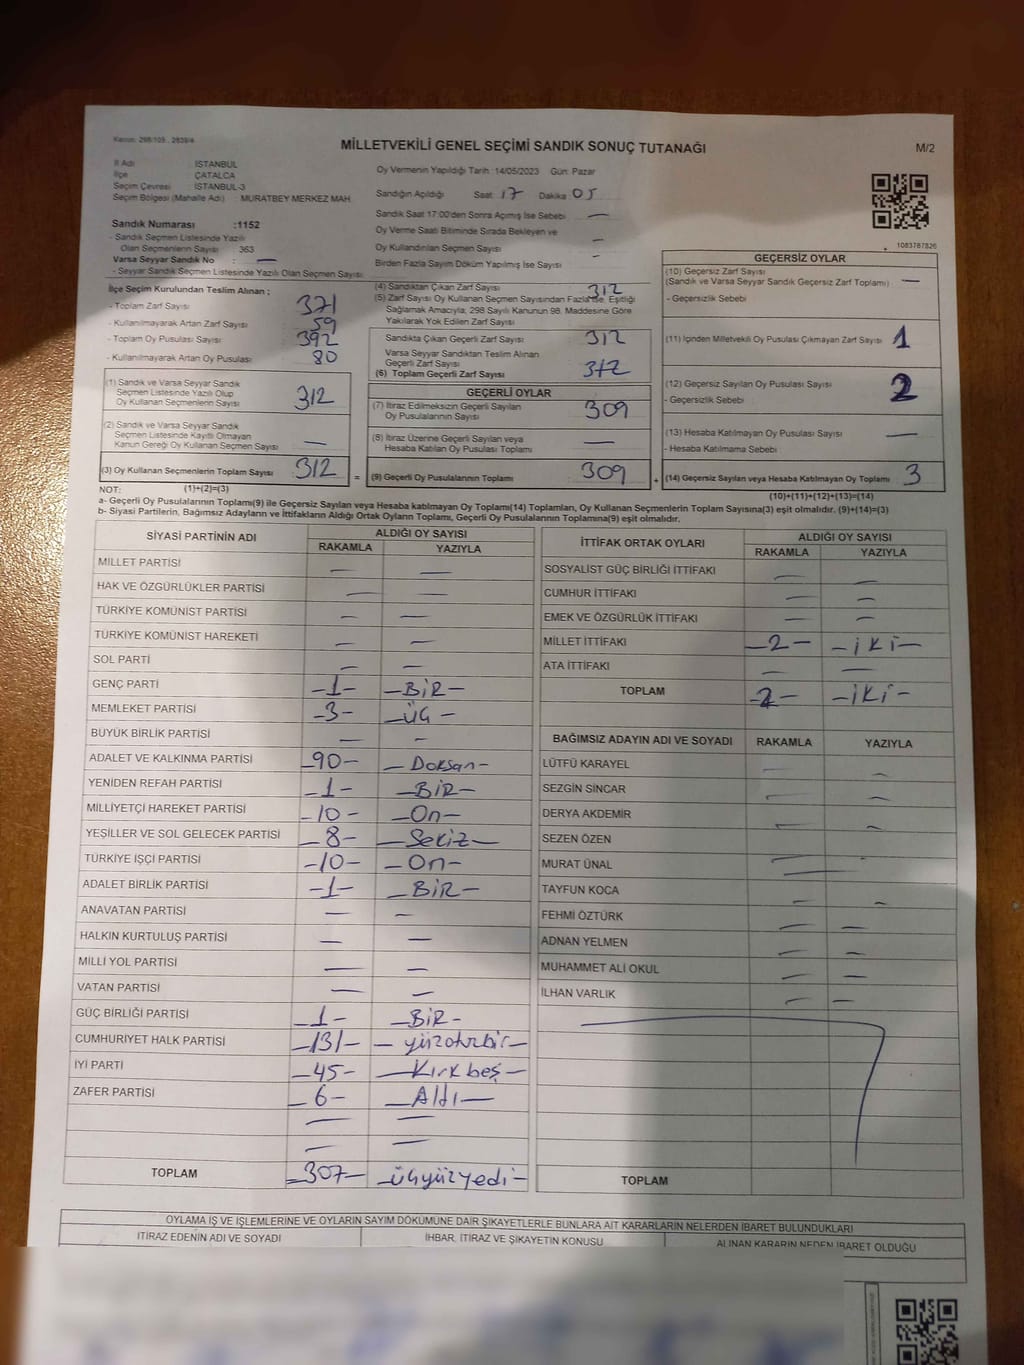 Kanun: 298/105 , 2839/4
MİLLETVEKİLİ GENEL SEÇİMİ SANDIK SONUÇ TUTANAĞI
M/2
İl Adı : İSTANBUL
İlçe : ÇATALCA
Seçim Çevresi : İSTANBUL-3
Seçim Bölgesi (Mahalle Adı) : MURATBEY MERKEZ MAH.
Sandık Numarası :1152
- Sandık Seçmen Listesinde Yazılı
Olan Seçmenlerin Sayısı : 363
Varsa Seyyar Sandık No : —
- Seyyar Sandık Seçmen Listesinde Yazılı Olan Seçmen Sayısı:
Oy Vermenin Yapıldığı Tarih :14/05/2023 Gün: Pazar
Sandığın Açıldığı Saat : 17 Dakika : 05
Sandık Saat 17:00'den Sonra Açımış İse Sebebi : —
Oy Verme Saati Bitiminde Sırada Bekleyen ve
Oy Kullandırılan Seçmen Sayısı : —
Birden Fazla Sayım Döküm Yapılmış İse Sayısı : —
1083787826
İlçe Seçim Kurulundan Teslim Alınan ;
- Toplam Zarf Sayısı : 371
- Kullanılmayarak Artan Zarf Sayısı : 59
- Toplam Oy Pusulası Sayısı : 392
- Kullanılmayarak Artan Oy Pusulası : 80
(1) Sandık ve Varsa Seyyar Sandık
Seçmen Listesinde Yazılı Olup
Oy Kullanan Seçmenlerin Sayısı : 312
(2) Sandık ve Varsa Seyyar Sandık
Seçmen Listesinde Kayıtlı Olmayan
Kanun Gereği Oy Kullanan Seçmen Sayısı : —
(3) Oy Kullanan Seçmenlerin Toplam Sayısı : 312 =
(4) Sandıktan Çıkan Zarf Sayısı : 312
(5) Zarf Sayısı Oy Kullanan Seçmen Sayısından Fazla İse, Eşitliği
Sağlamak Amacıyla, 298 Sayılı Kanunun 98. Maddesine Göre
Yakılarak Yok Edilen Zarf Sayısı :
Sandıkta Çıkan Geçerli Zarf Sayısı : 312
Varsa Seyyar Sandıktan Teslim Alınan
Geçerli Zarf Sayısı :
(6) Toplam Geçerli Zarf Sayısı : 312
GEÇERLİ OYLAR
(7) İtiraz Edilmeksizin Geçerli Sayılan
Oy Pusulalarının Sayısı : 309
(8) İtiraz Üzerine Geçerli Sayılan veya
Hesaba Katılan Oy Pusulası Toplamı : —
(9) Geçerli Oy Pusulalarının Toplamı : 309 +
GEÇERSİZ OYLAR
(10) Geçersiz Zarf Sayısı
(Sandık ve Varsa Seyyar Sandık Geçersiz Zarf Toplamı) : —
- Geçersizlik Sebebi
(11) İçinden Milletvekili Oy Pusulası Çıkmayan Zarf Sayısı : 1
(12) Geçersiz Sayılan Oy Pusulası Sayısı : 2
- Geçersizlik Sebebi
(13) Hesaba Katılmayan Oy Pusulası Sayısı : —
- Hesaba Katılmama Sebebi
(14) Geçersiz Sayılan veya Hesaba Katılmayan Oy Toplamı : 3
NOT: (1)+(2)=(3)
(10)+(11)+(12)+(13)=(14)
a- Geçerli Oy Pusulalarının Toplamı(9) ile Geçersiz Sayılan veya Hesaba katılmayan Oy Toplamı(14) Toplamları, Oy Kullanan Seçmenlerin Toplam Sayısına(3) eşit olmalıdır. (9)+(14)=(3)
b- Siyasi Partilerin, Bağımsız Adayların ve İttifakların Aldığı Ortak Oyların Toplamı, Geçerli Oy Pusulalarının Toplamına(9) eşit olmalıdır.
SİYASİ PARTİNİN ADI ALDIĞI OY SAYISI
RAKAMLA YAZIYLA
MİLLET PARTİSİ — —
HAK VE ÖZGÜRLÜKLER PARTİSİ — —
TÜRKİYE KOMÜNİST PARTİSİ — —
TÜRKİYE KOMÜNİST HAREKETİ — —
SOL PARTİ — —
GENÇ PARTİ -1- -BİR-
MEMLEKET PARTİSİ -3- -ÜÇ-
BÜYÜK BİRLİK PARTİSİ — —
ADALET VE KALKINMA PARTİSİ -90- -Doksan-
YENİDEN REFAH PARTİSİ -1- -BİR-
MİLLİYETÇİ HAREKET PARTİSİ -10- -On-
YEŞİLLER VE SOL GELECEK PARTİSİ -8- -Sekiz-
TÜRKİYE İŞÇİ PARTİSİ -10- -On-
ADALET BİRLİK PARTİSİ -1- -BİR-
ANAVATAN PARTİSİ — —
HALKIN KURTULUŞ PARTİSİ — —
MİLLİ YOL PARTİSİ — —
VATAN PARTİSİ — —
GÜÇ BİRLİĞİ PARTİSİ -1- -BİR-
CUMHURİYET HALK PARTİSİ -131- -yüzotuzbir-
İYİ PARTİ -45- -Kırkbeş-
ZAFER PARTİSİ -6- -Altı-
— —
— —
TOPLAM -307- -üçyüzyedi-
İTTİFAK ORTAK OYLARI ALDIĞI OY SAYISI
RAKAMLA YAZIYLA
SOSYALİST GÜÇ BİRLİĞİ İTTİFAKI — —
CUMHUR İTTİFAKI — —
EMEK VE ÖZGÜRLÜK İTTİFAKI — —
MİLLET İTTİFAKI -2- -İKİ-
ATA İTTİFAKI — —
TOPLAM -2- -İKİ-
BAĞIMSIZ ADAYIN ADI VE SOYADI RAKAMLA YAZIYLA
LÜTFÜ KARAYEL — —
SEZGİN SİNCAR — —
DERYA AKDEMİR — —
SEZEN ÖZEN
MURAT ÜNAL — —
TAYFUN KOCA — —
FEHMİ ÖZTÜRK — —
ADNAN YELMEN — —
MUHAMMET ALİ OKUL — —
İLHAN VARLIK — —
TOPLAM
OYLAMA İŞ VE İŞLEMLERİNE VE OYLARIN SAYIM DÖKÜMÜNE DAİR ŞİKAYETLERLE BUNLARA AİT KARARLARIN NELERDEN İBARET BULUNDUKLARI
İTİRAZ EDENİN ADI VE SOYADI İHBAR, İTİRAZ VE ŞİKAYETİN KONUSU ALINAN KARARIN NEDEN İBARET OLDUĞU